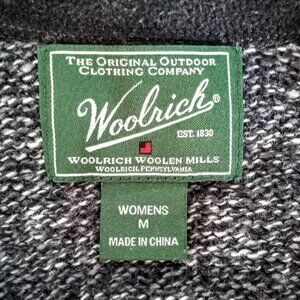 THE ORIGINAL OUTDOOR
CLOTHING COMPANY
Woolrich®
EST. 1830
WOOLRICH WOOLEN MILLS
WOOLRICH, PENNSYLVANIA
WOMENS
M
MADE IN CHINA